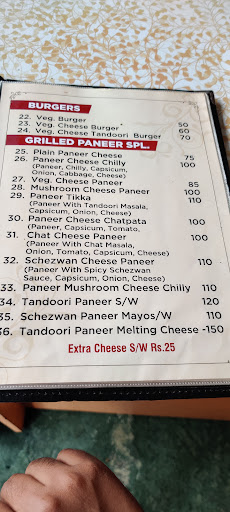 BURGERS
22. Veg. Burger 50
23. Veg. Cheese Burger 60
24. Veg. Cheese Tandoori Burger 70
GRILLED PANEER SPL.
25. Plain Paneer Cheese 75
26. Paneer Cheese Chilly 100
(Paneer, Chilly, Capsicum,
Onion, Cabbage, Cheese)
27. Veg. Cheese Paneer 85
28. Mushroom Cheese Paneer 100
29. Paneer Tikka 110
(Paneer With Tandoori Masala,
Capsicum, Onion, Cheese)
30. Paneer Cheese Chatpata 100
(Paneer, Capsicum, Tomato,
31. Chat Cheese Paneer 100
(Paneer With Chat Masala,
Onion, Tomato, Capsicum, Cheese)
32. Schezwan Cheese Paneer 110
(Paneer With Spicy Schezwan
Sauce, Capsicum, Onion, Cheese)
33. Paneer Mushroom Cheese Chilly 110
34. Tandoori Paneer S/W 120
35. Schezwan Paneer Mayos/W 110
36. Tandoori Paneer Melting Cheese -150
Extra Cheese S/W Rs.25